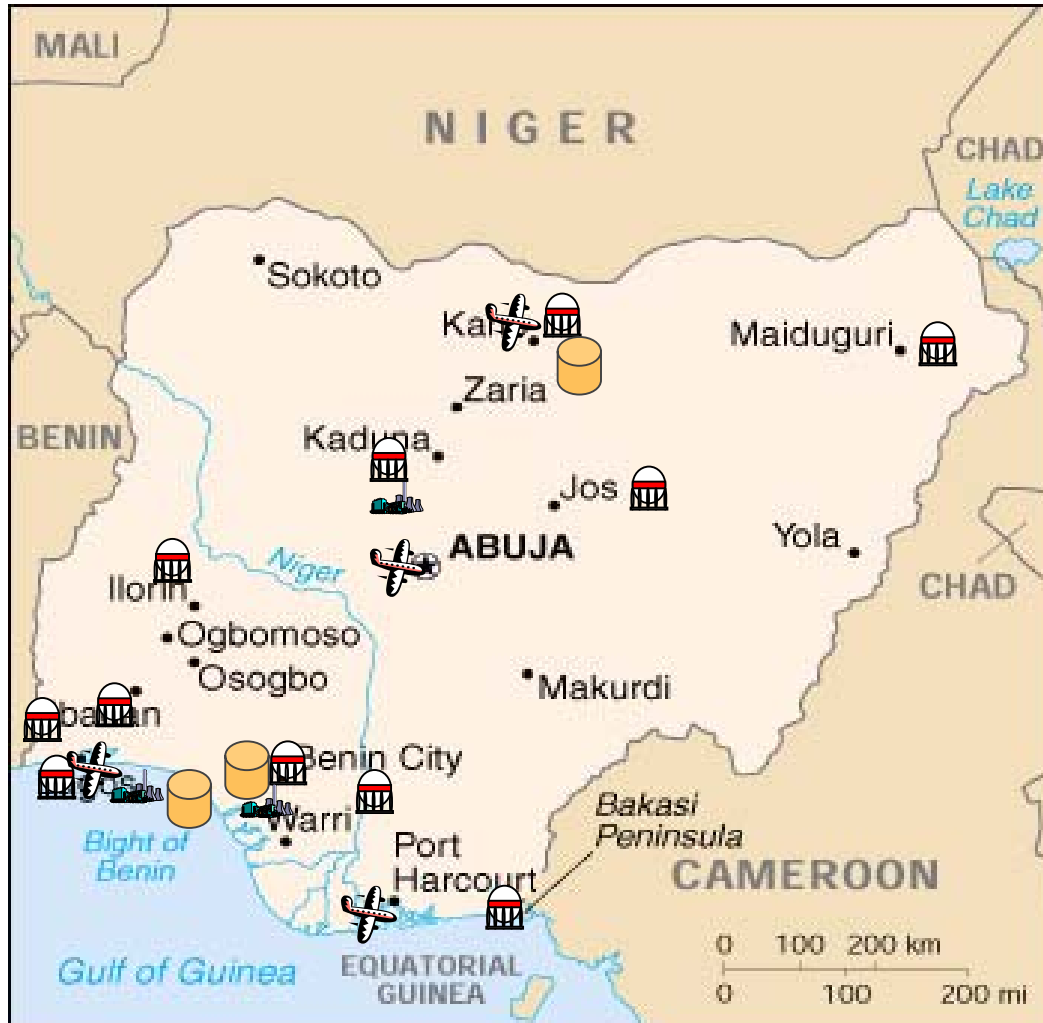 MALI
NIGER
CHAD
Lake
Chad
Sokoto
Maiduguri
Zaria
BENIN
Kaduna
Jos
ABUJA
Yola
Niger
CHAD
Ilorin
Ogbomoso
Osogbo
Makurdi
Benin City
Bakasi
Peninsula
Warri
Bight of
Benin
Port
Harcourt
CAMEROON
0 100 200 km
Gulf of Guinea
EQUATORIAL
GUINEA
0 100 200 mi